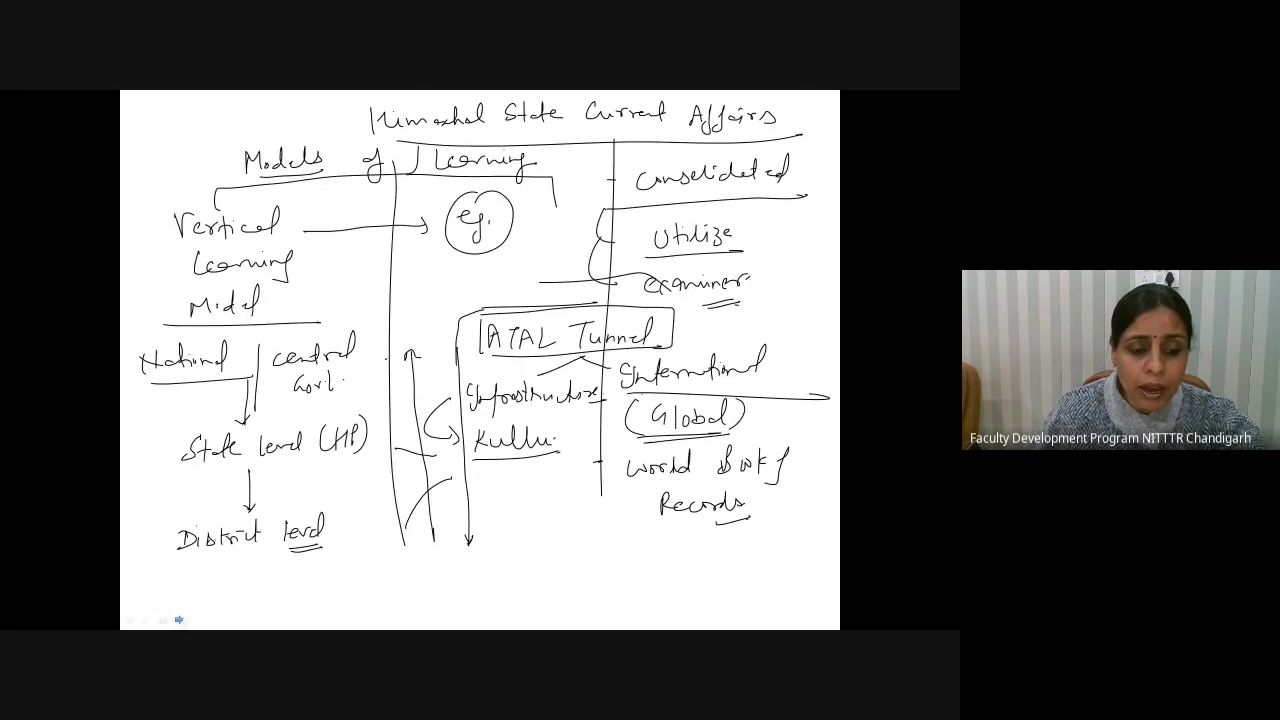 Himachal State Current Affairs
Models of Learning
Vertical
Learning
Model
eg.
National
Central
Govt.
State level (HP)
District level
Consolidated
Utilize
examiner
ATAL Tunnel
Infrastructure
Kullu
International
(Global)
World Book of
Records
Faculty Development Program NITTTR Chandigarh